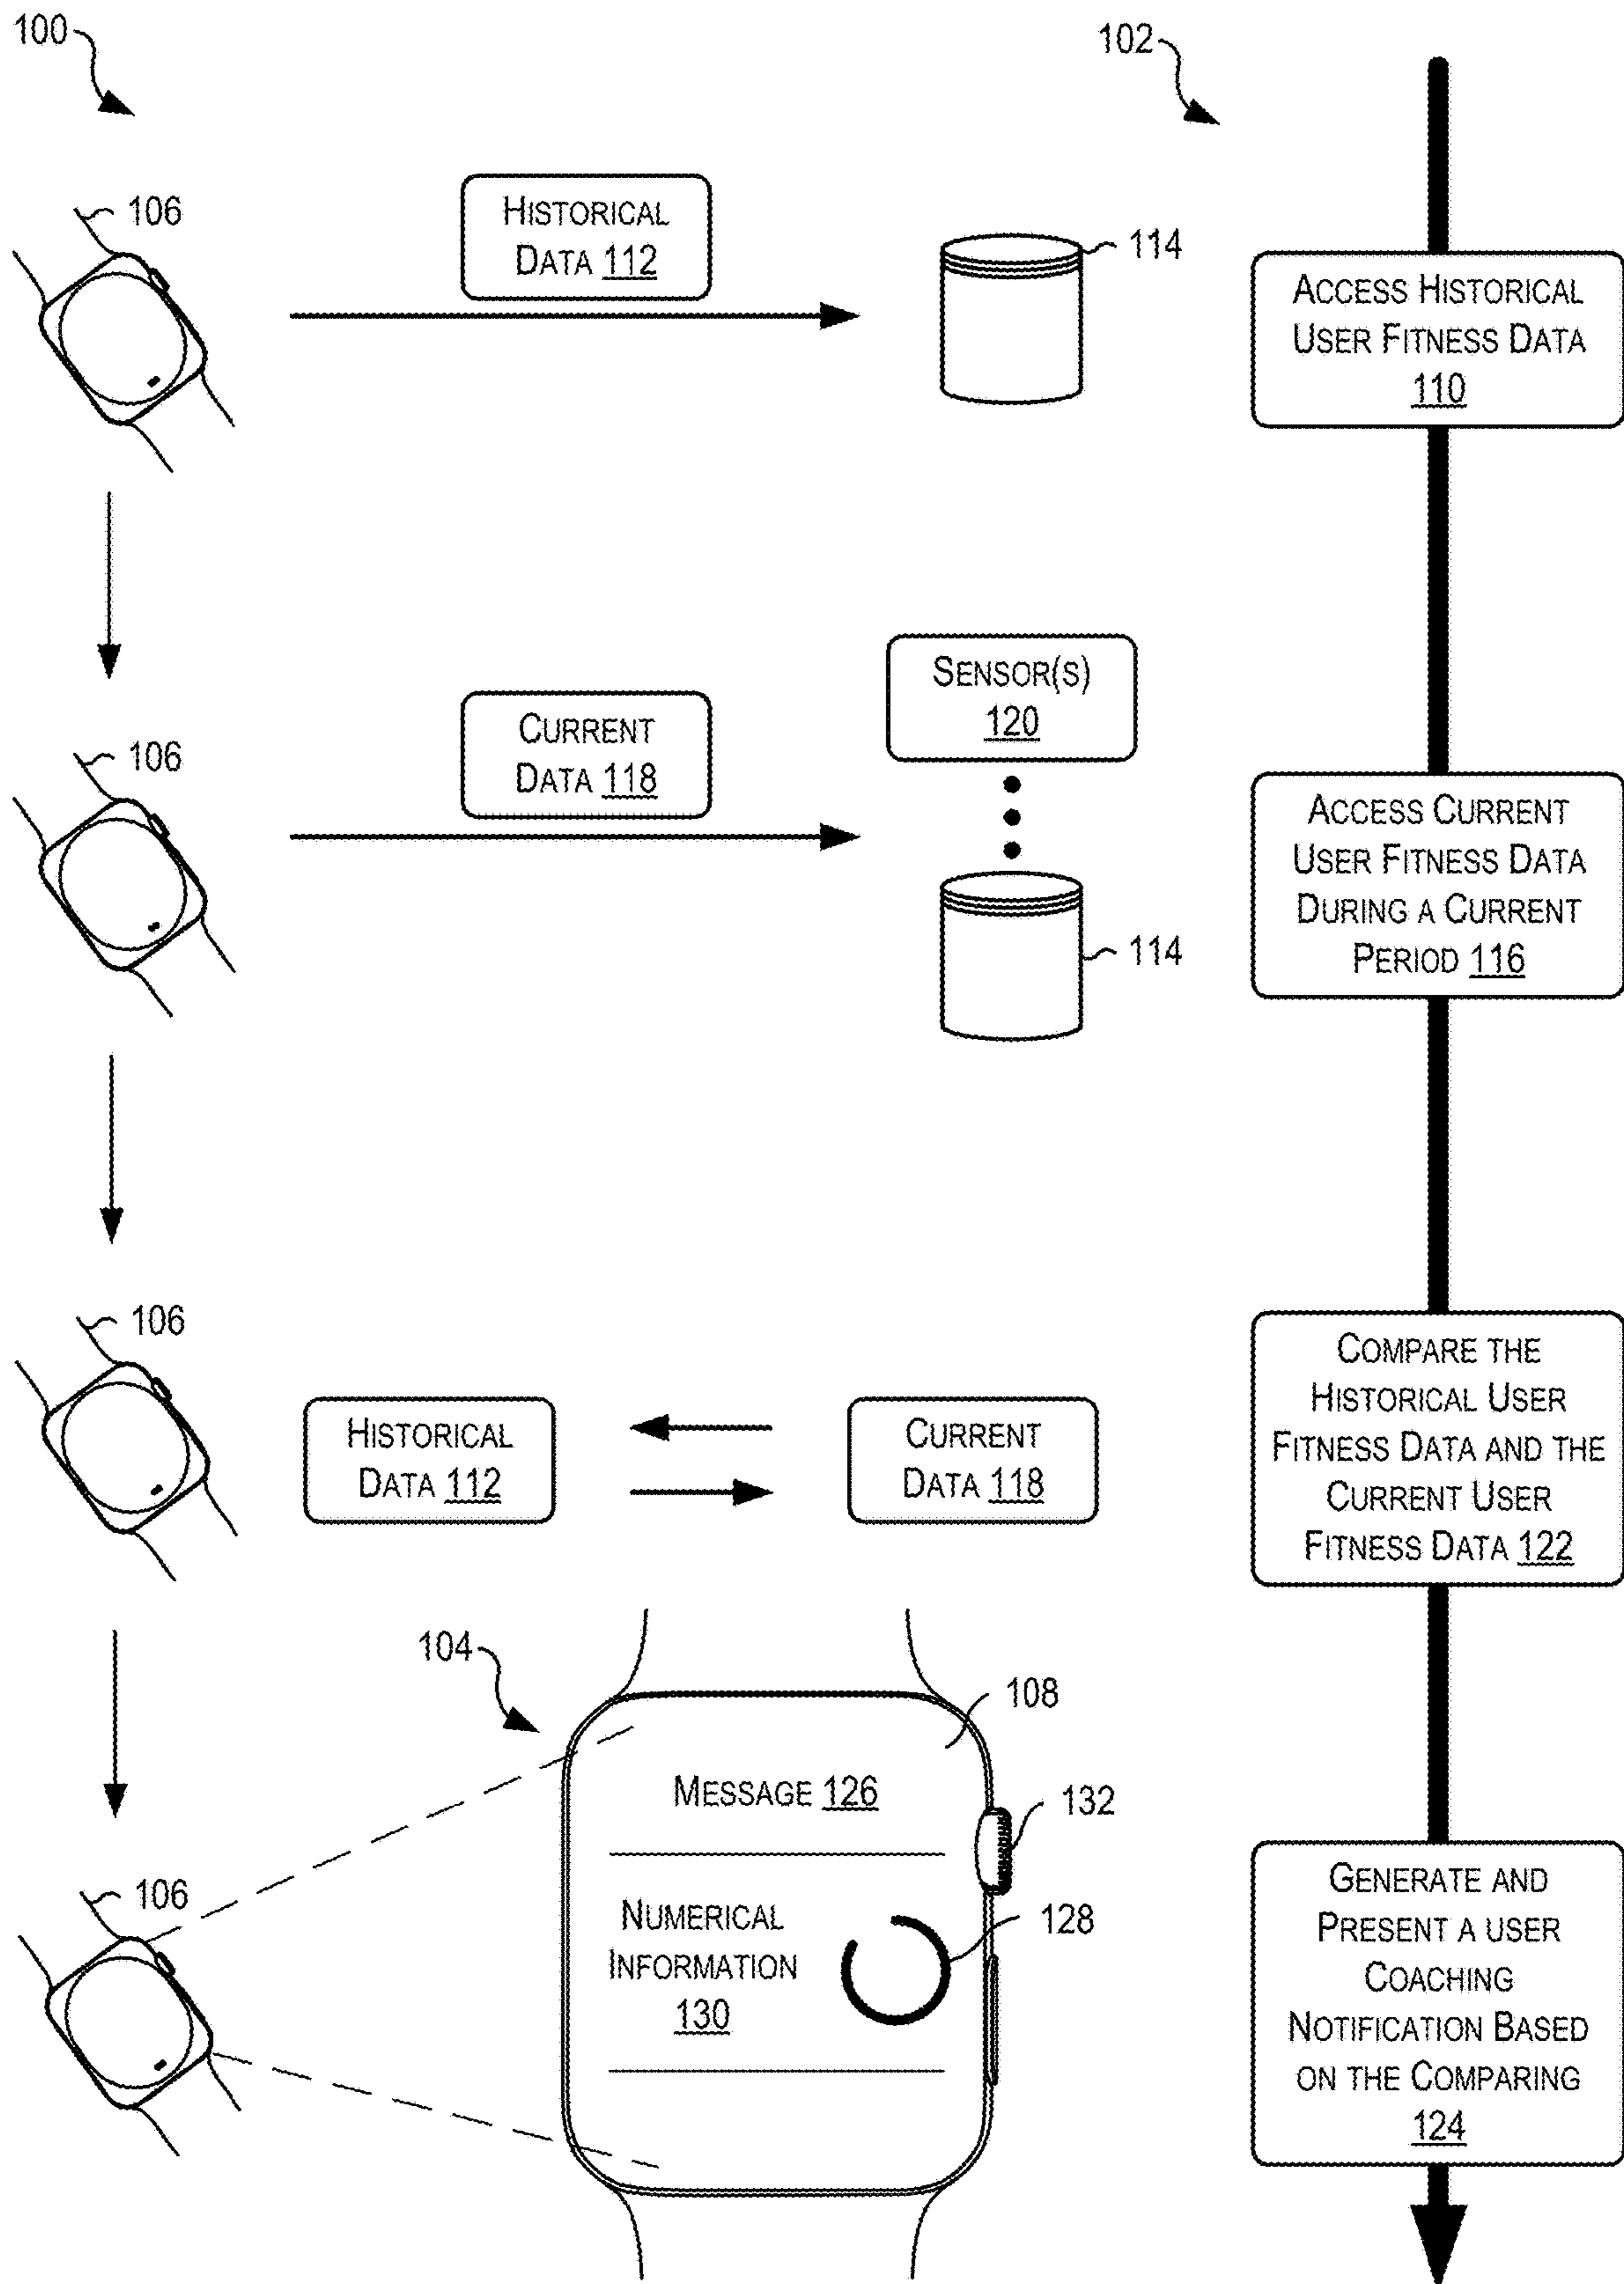 100
102
106
HISTORICAL
DATA 112
114
ACCESS HISTORICAL
USER FITNESS DATA
110
106
CURRENT
DATA 118
SENSOR(S)
120
114
ACCESS CURRENT
USER FITNESS DATA
DURING A CURRENT
PERIOD 116
106
HISTORICAL
DATA 112
CURRENT
DATA 118
COMPARE THE
HISTORICAL USER
FITNESS DATA AND THE
CURRENT USER
FITNESS DATA 122
104
108
MESSAGE 126
132
106
NUMERICAL
INFORMATION
130
128
GENERATE AND
PRESENT A USER
COACHING
NOTIFICATION BASED
ON THE COMPARING
124